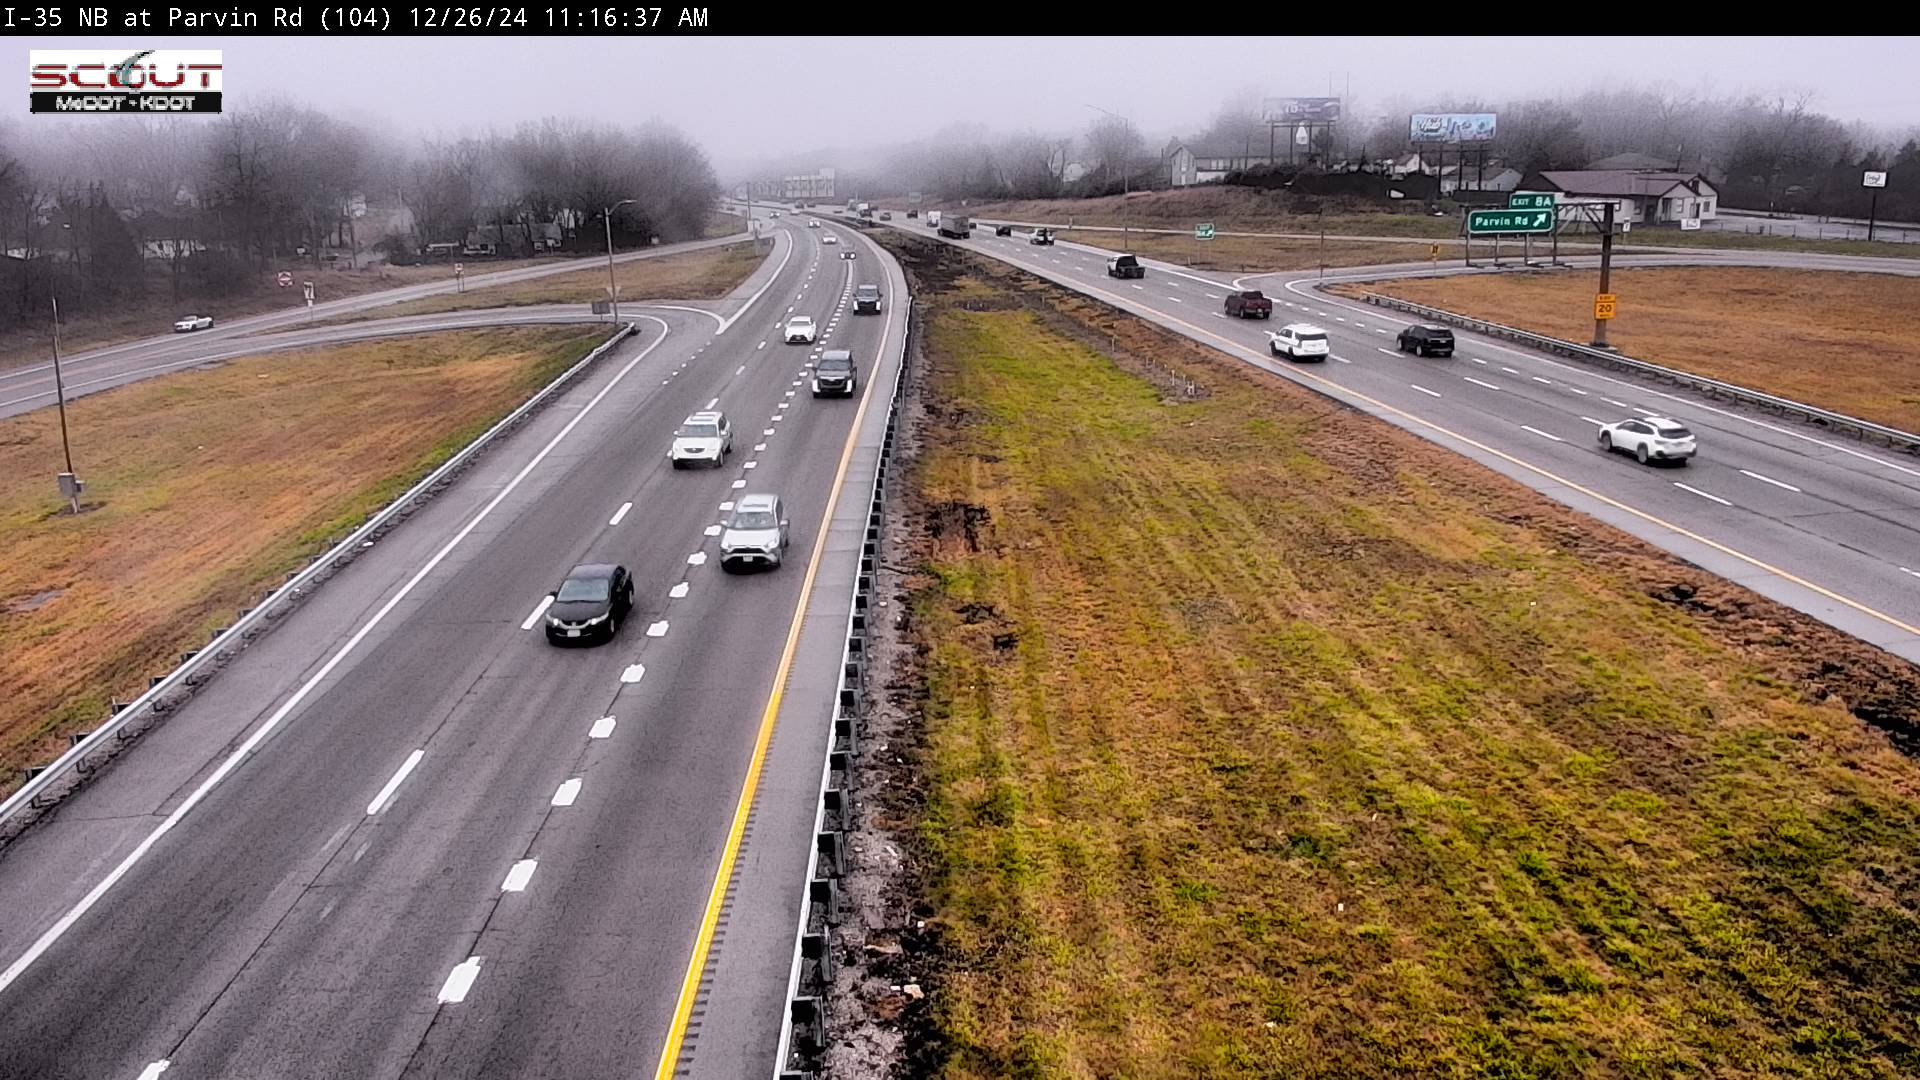 I-35 NB at Parvin Rd (104) 12/26/24 11:16:37 AM
SCOUT
MoDOT - KDOT
EXIT 8A
Parvin Rd
20